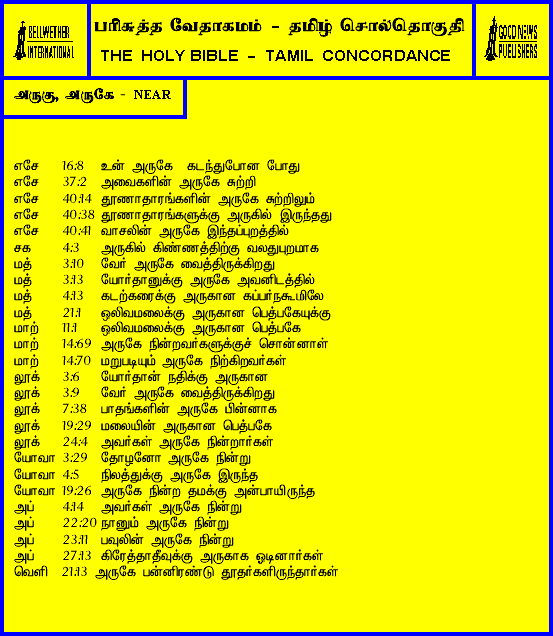 BELLWETHER
INTERNATIONAL
பரிசுத்த வேதாகமம் - தமிழ் சொல்தொகுதி
THE HOLY BIBLE - TAMIL CONCORDANCE
GOOD NEWS
PUBLISHERS
அருகு, அருகே - NEAR
எசே 16:8 உன் அருகே கடந்துபோன போது
எசே 37:2 அவைகளின் அருகே சுற்றி
எசே 40:14 தூணாதாரங்களின் அருகே சுற்றிலும்
எசே 40:38 தூணாதாரங்களுக்கு அருகில் இருந்தது
எசே 40:41 வாசலின் அருகே இந்தப்புறத்தில்
சக 4:3 அருகில் கிண்ணத்திற்கு வலதுபுறமாக
மத் 3:10 வேர் அருகே வைத்திருக்கிறது
மத் 3:13 யோர்தானுக்கு அருகே அவனிடத்தில்
மத் 4:13 கடற்கரைக்கு அருகான கப்பர்நகூமிலே
மத் 21:1 ஒலிவமலைக்கு அருகான பெத்பகேயுக்கு
மாற் 11:1 ஒலிவமலைக்கு அருகான பெத்பகே
மாற் 14:69 அருகே நின்றவர்களுக்குச் சொன்னாள்
மாற் 14:70 மறுபடியும் அருகே நிற்கிறவர்கள்
லூக் 3:6 யோர்தான் நதிக்கு அருகான
லூக் 3:9 வேர் அருகே வைத்திருக்கிறது
லூக் 7:38 பாதங்களின் அருகே பின்னாக
லூக் 19:29 மலையின் அருகான பெத்பகே
லூக் 24:4 அவர்கள் அருகே நின்றார்கள்
யோவா 3:29 தோழனோ அருகே நின்று
யோவா 4:5 நிலத்துக்கு அருகே இருந்த
யோவா 19:26 அருகே நின்ற தமக்கு அன்பாயிருந்த
அப் 4:14 அவர்கள் அருகே நின்று
அப் 22:20 நானும் அருகே நின்று
அப் 23:11 பவுலின் அருகே நின்று
அப் 27:13 கிரேத்தாதீவுக்கு அருகாக ஓடினார்கள்
வெளி 21:13 அருகே பன்னிரண்டு தூதர்களிருந்தார்கள்